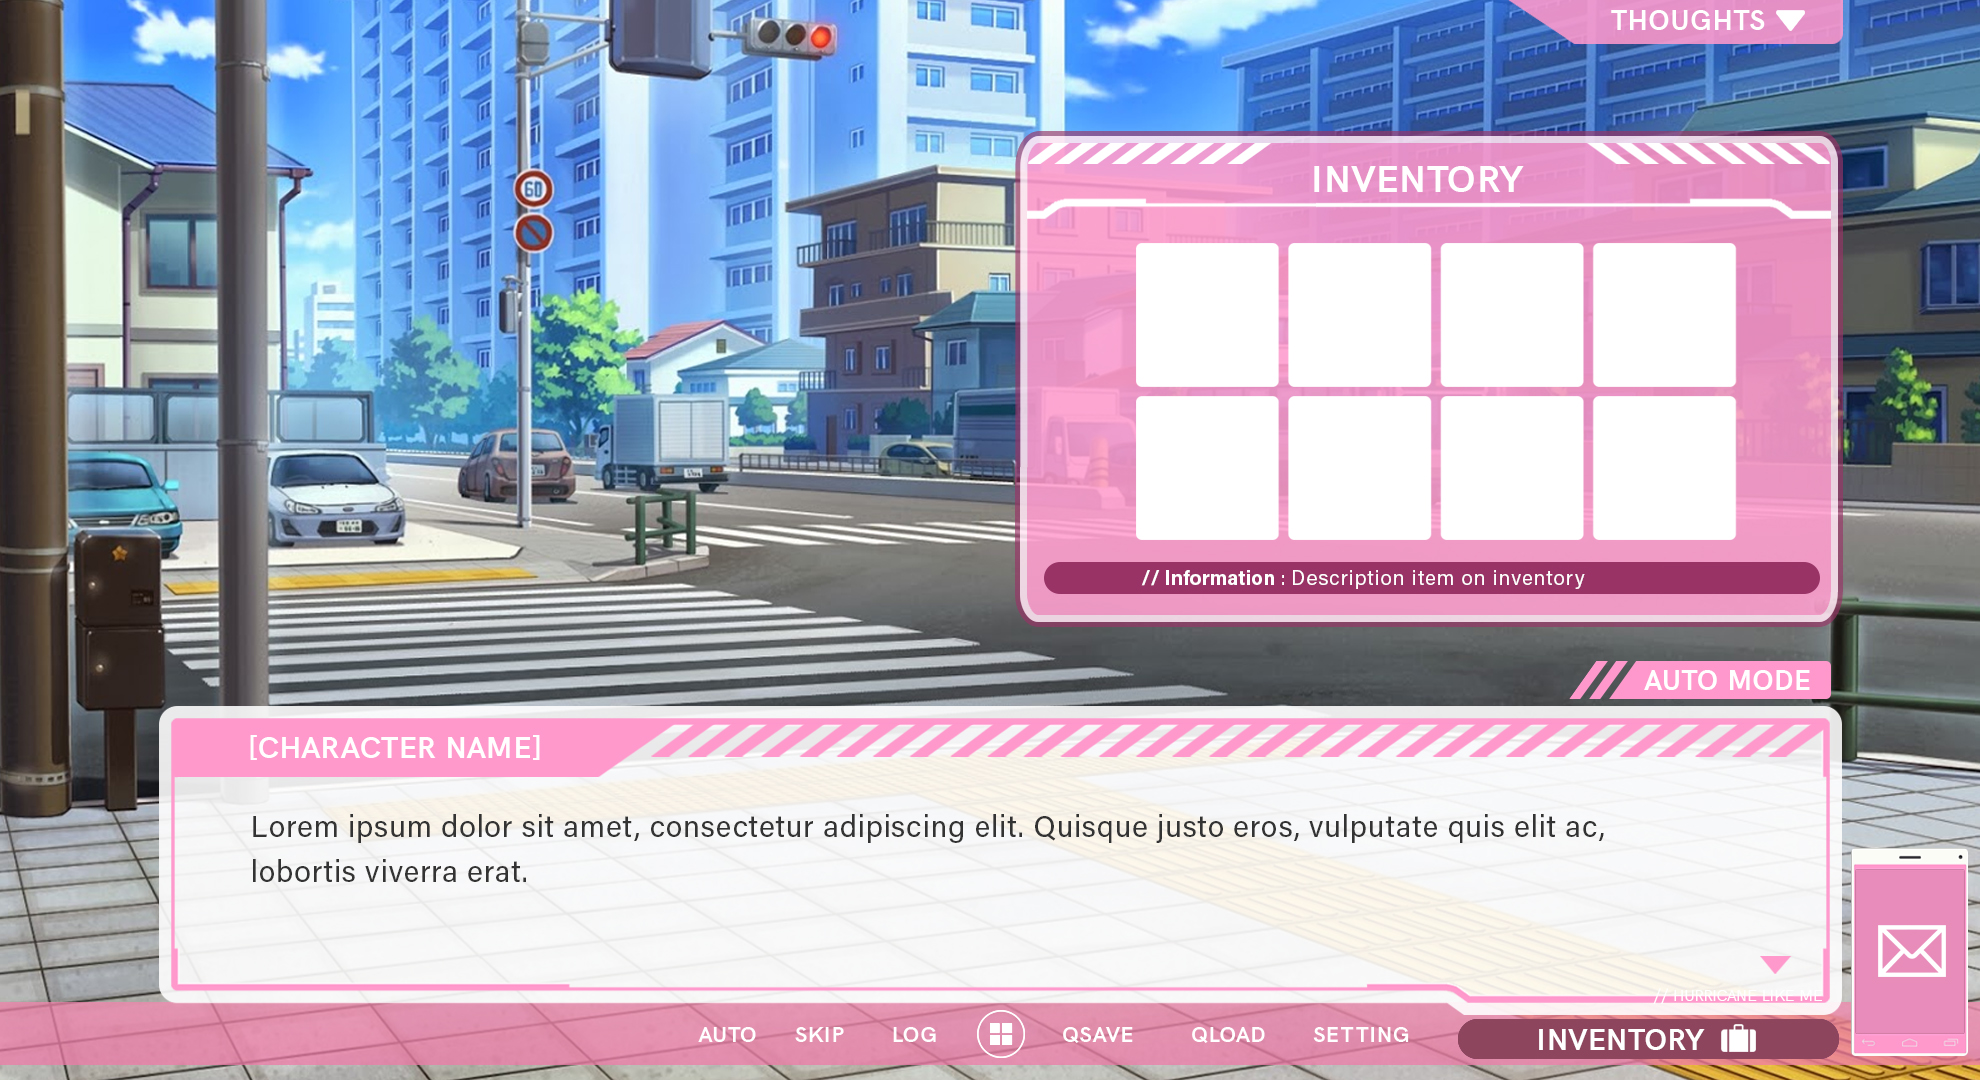 THOUGHTS
60
INVENTORY
// Information : Description item on inventory
AUTO MODE
[CHARACTER NAME]
Lorem ipsum dolor sit amet, consectetur adipiscing elit. Quisque justo eros, vulputate quis elit ac,
lobortis viverra erat.
// HURRICANE LIKE ME
AUTO SKIP LOG QSAVE QLOAD SETTING
INVENTORY